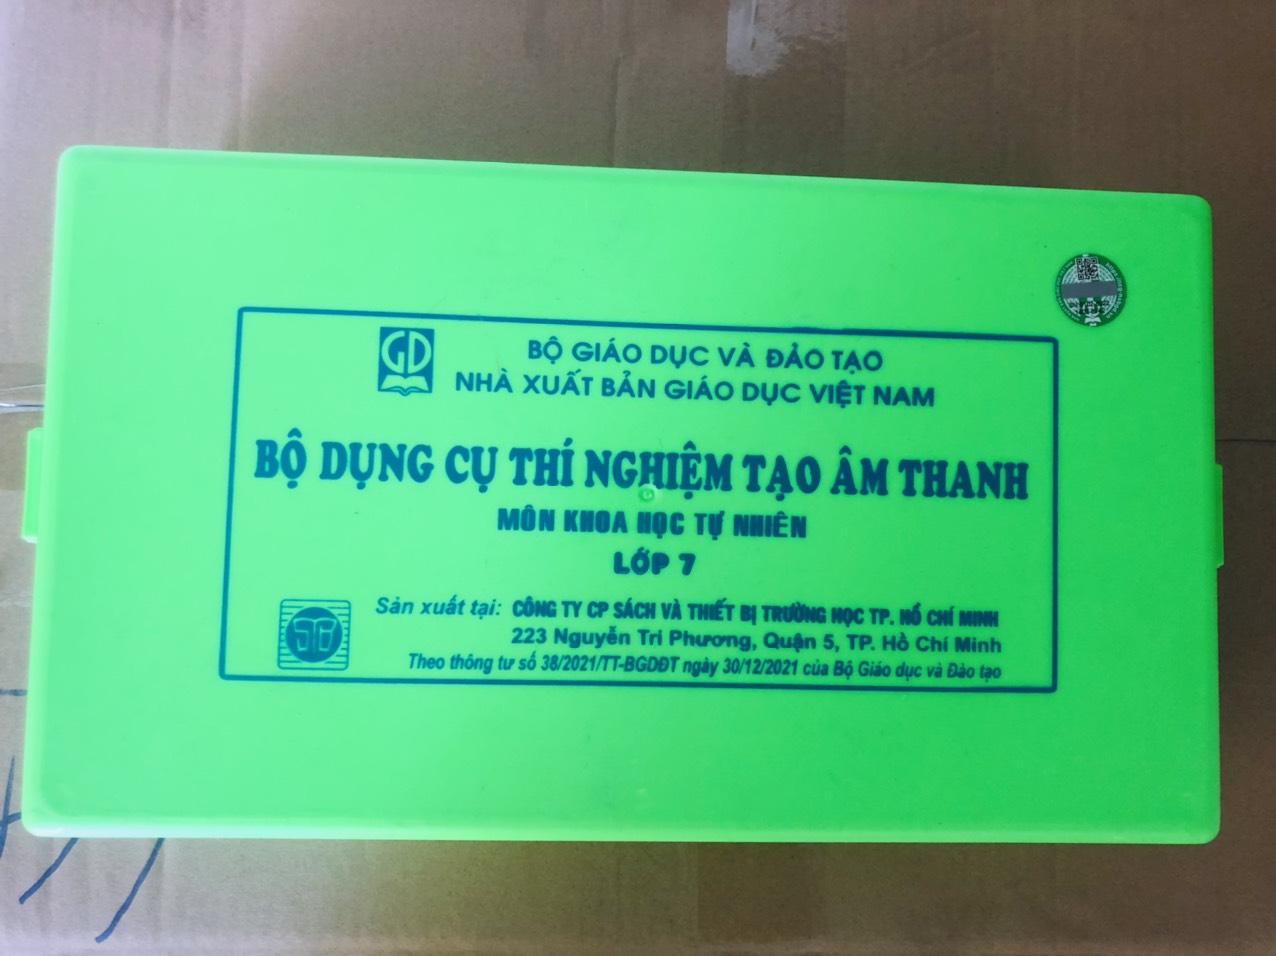 GD
BỘ GIÁO DỤC VÀ ĐÀO TẠO
NHÀ XUẤT BẢN GIÁO DỤC VIỆT NAM
BỘ DỤNG CỤ THÍ NGHIỆM TẠO ÂM THANH
MÔN KHOA HỌC TỰ NHIÊN
LỚP 7
Sản xuất tại: CÔNG TY CP SÁCH VÀ THIẾT BỊ TRƯỜNG HỌC TP. HỒ CHÍ MINH
223 Nguyễn Tri Phương, Quận 5, TP. Hồ Chí Minh
Theo thông tư số 38/2021/TT-BGDĐT ngày 30/12/2021 của Bộ Giáo dục và Đào tạo